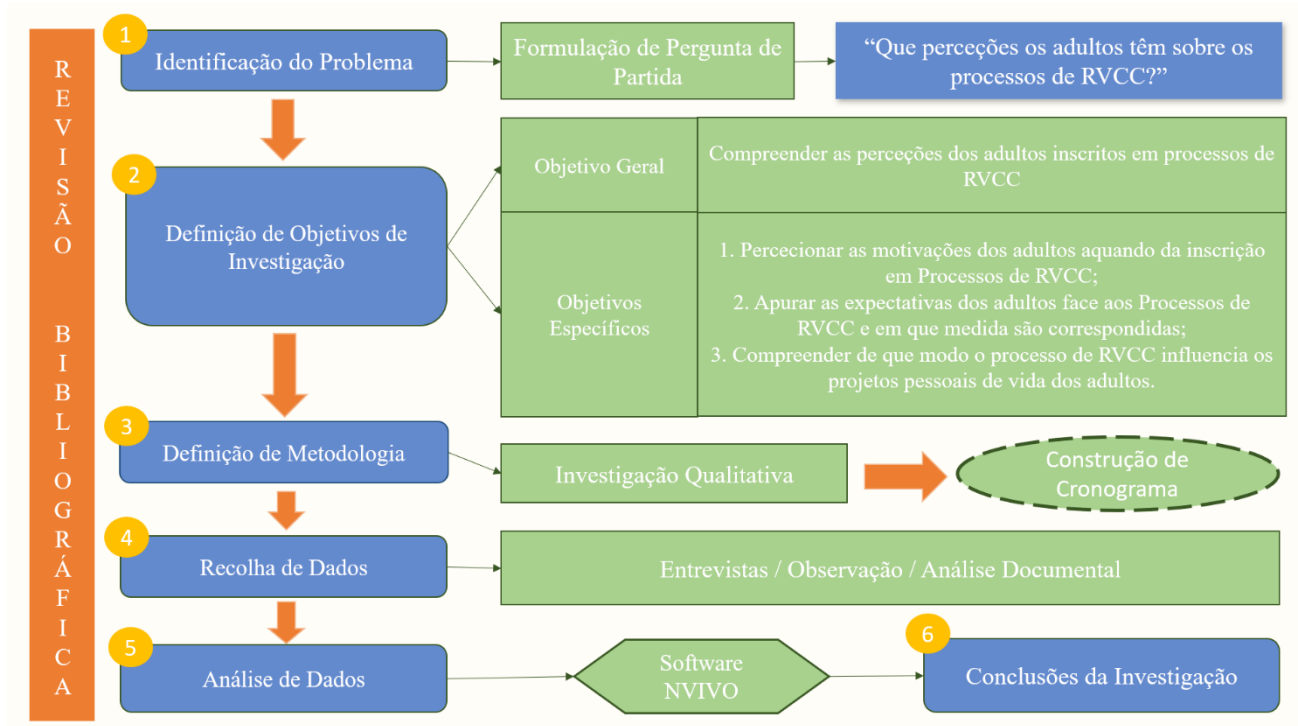 REVISÃO BIBLIOGRÁFICA
1
Identificação do Problema
Formulação de Pergunta de
Partida
“Que perceções os adultos têm sobre os
processos de RVCC?”
2
Definição de Objetivos de
Investigação
Objetivo Geral
Compreender as perceções dos adultos inscritos em processos de
RVCC
Objetivos
Específicos
1. Percecionar as motivações dos adultos aquando da inscrição
em Processos de RVCC;
2. Apurar as expectativas dos adultos face aos Processos de
RVCC e em que medida são correspondidas;
3. Compreender de que modo o processo de RVCC influencia os
projetos pessoais de vida dos adultos.
3
Definição de Metodologia
Investigação Qualitativa
Construção de
Cronograma
4
Recolha de Dados
Entrevistas / Observação / Análise Documental
5
Análise de Dados
Software
NVIVO
6
Conclusões da Investigação